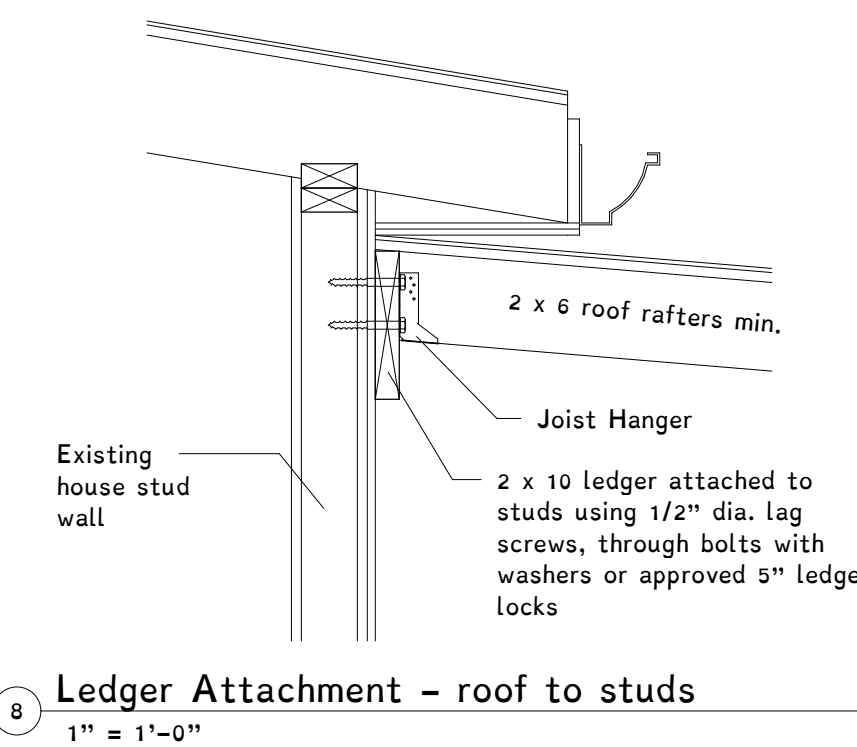 2 x 6 roof rafters min.
Joist Hanger
Existing
house stud
wall
2 x 10 ledger attached to
studs using 1/2” dia. lag
screws, through bolts with
washers or approved 5” ledge
locks
8
Ledger Attachment – roof to studs
1” = 1’–0”